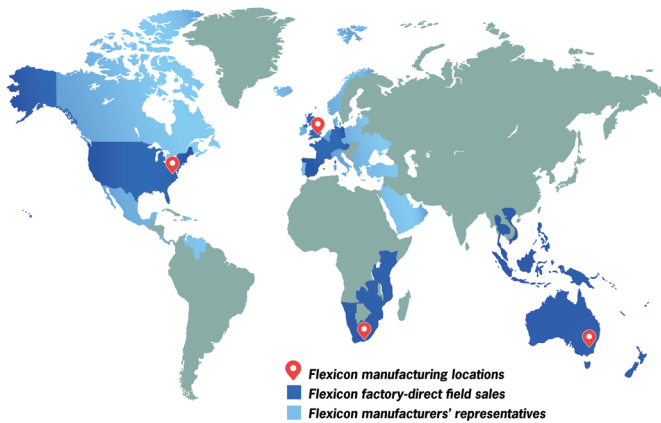 Flexicon manufacturing locations
Flexicon factory-direct field sales
Flexicon manufacturers' representatives